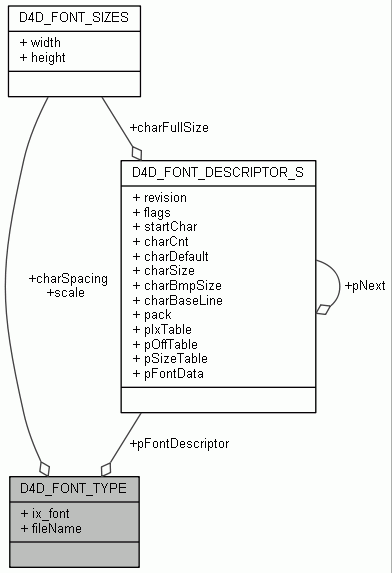 D4D_FONT_SIZES
+ width
+ height
+charFullSize
D4D_FONT_DESCRIPTOR_S
+ revision
+ flags
+ startChar
+ charCnt
+ charDefault
+ charSize
+ charBmpSize
+ charBaseLine
+ pack
+ pIxTable
+ pOffTable
+ pSizeTable
+ pFontData
+pNext
+charSpacing
+scale
+pFontDescriptor
D4D_FONT_TYPE
+ ix_font
+ fileName